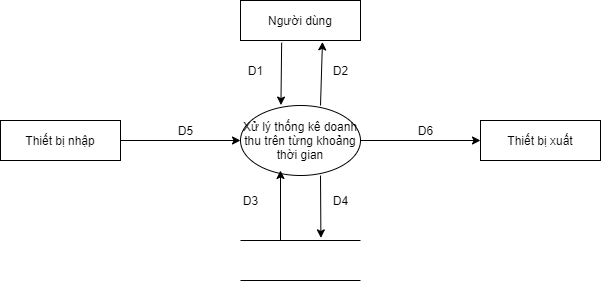 Người dùng
D1
D2
Xử lý thống kê doanh
thu trên từng khoảng
thời gian
Thiết bị nhập
D5
D6
Thiết bị xuất
D3
D4